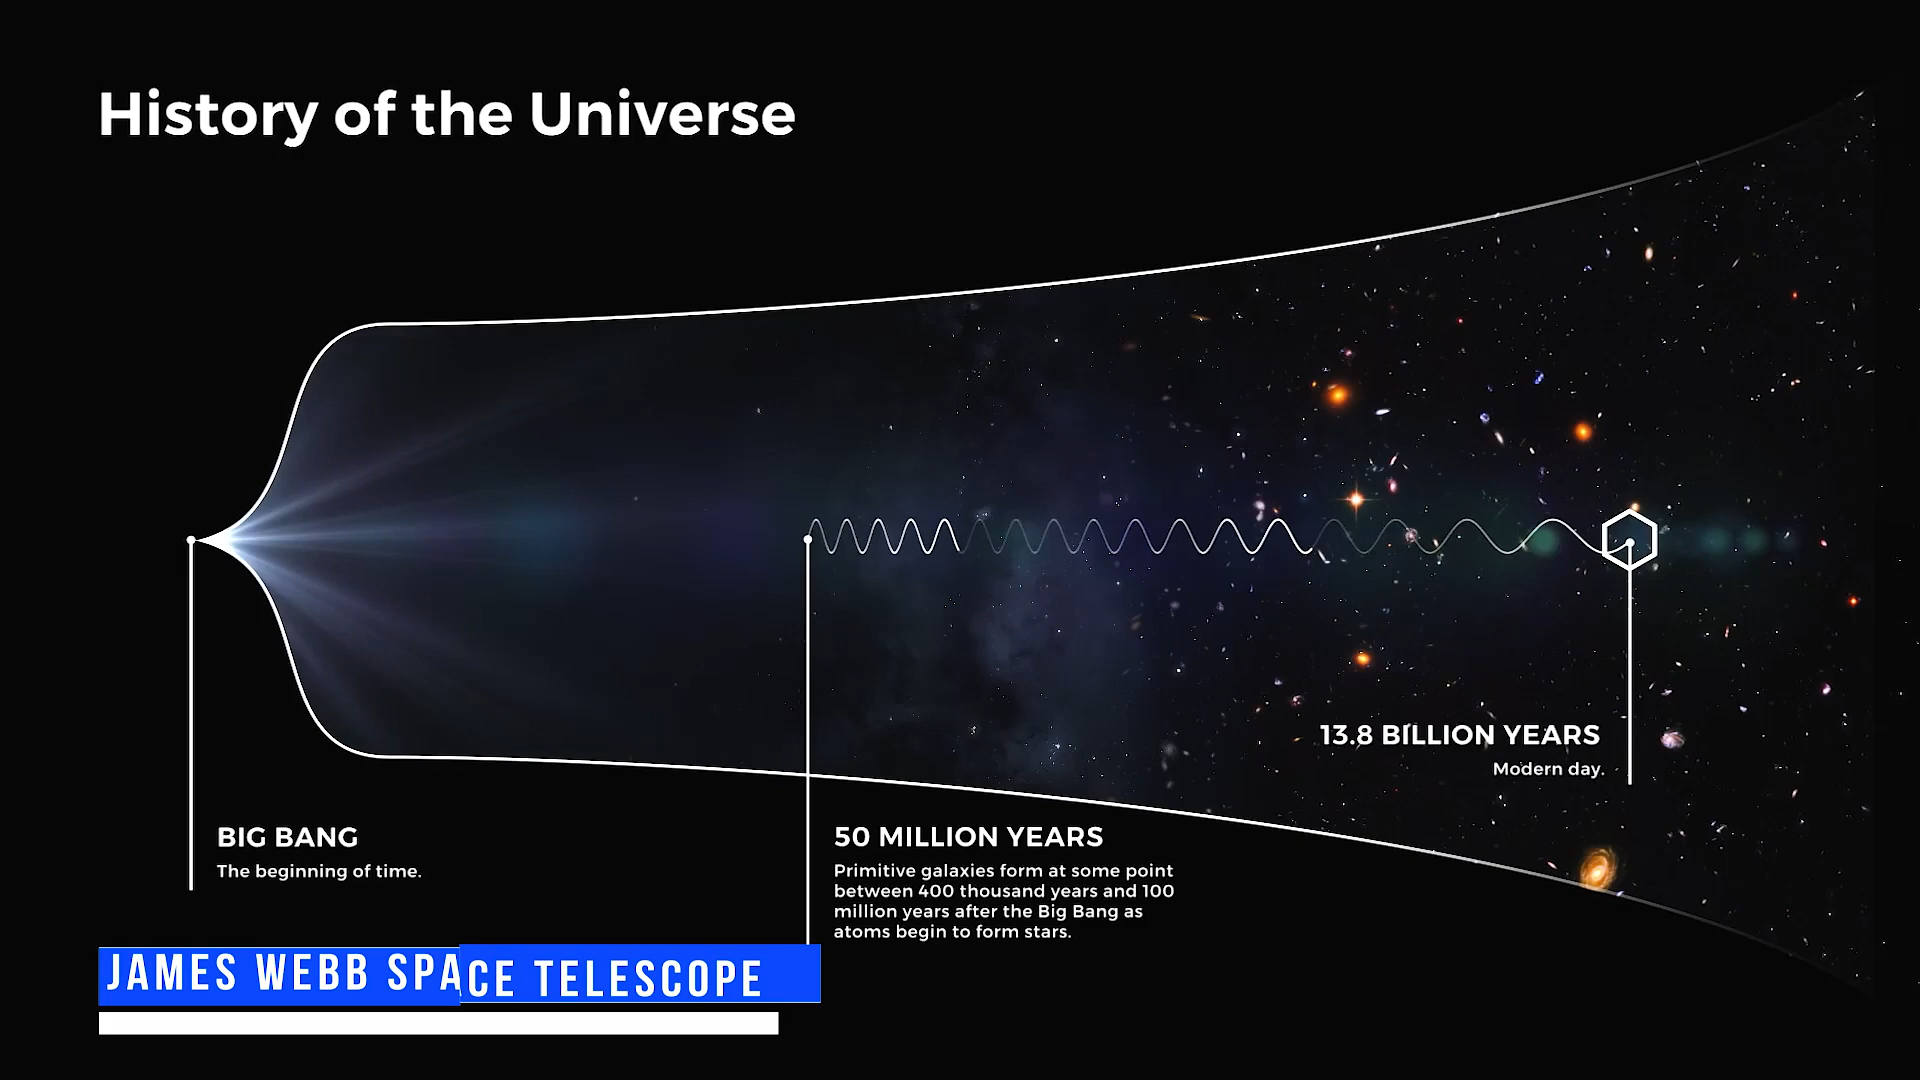 History of the Universe
13.8 BILLION YEARS
Modern day.
BIG BANG
The beginning of time.
50 MILLION YEARS
Primitive galaxies form at some point
between 400 thousand years and 100
million years after the Big Bang as
atoms begin to form stars.
JAMES WEBB SPACE TELESCOPE